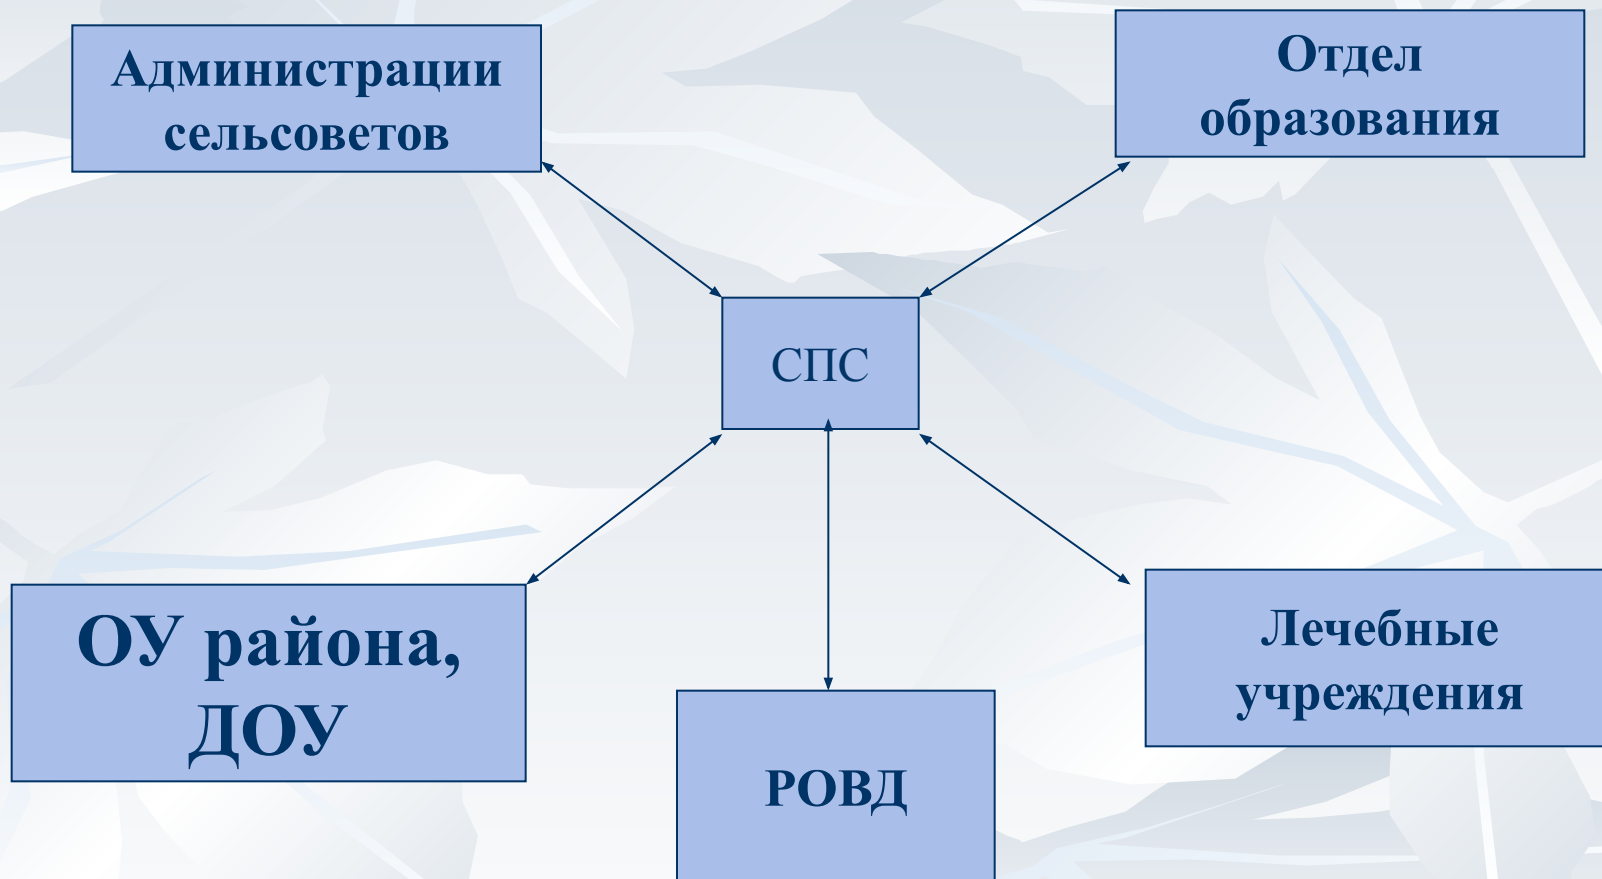 Администрации
сельсоветов
Отдел
образования
СПС
ОУ района,
ДОУ
РОВД
Лечебные
учреждения